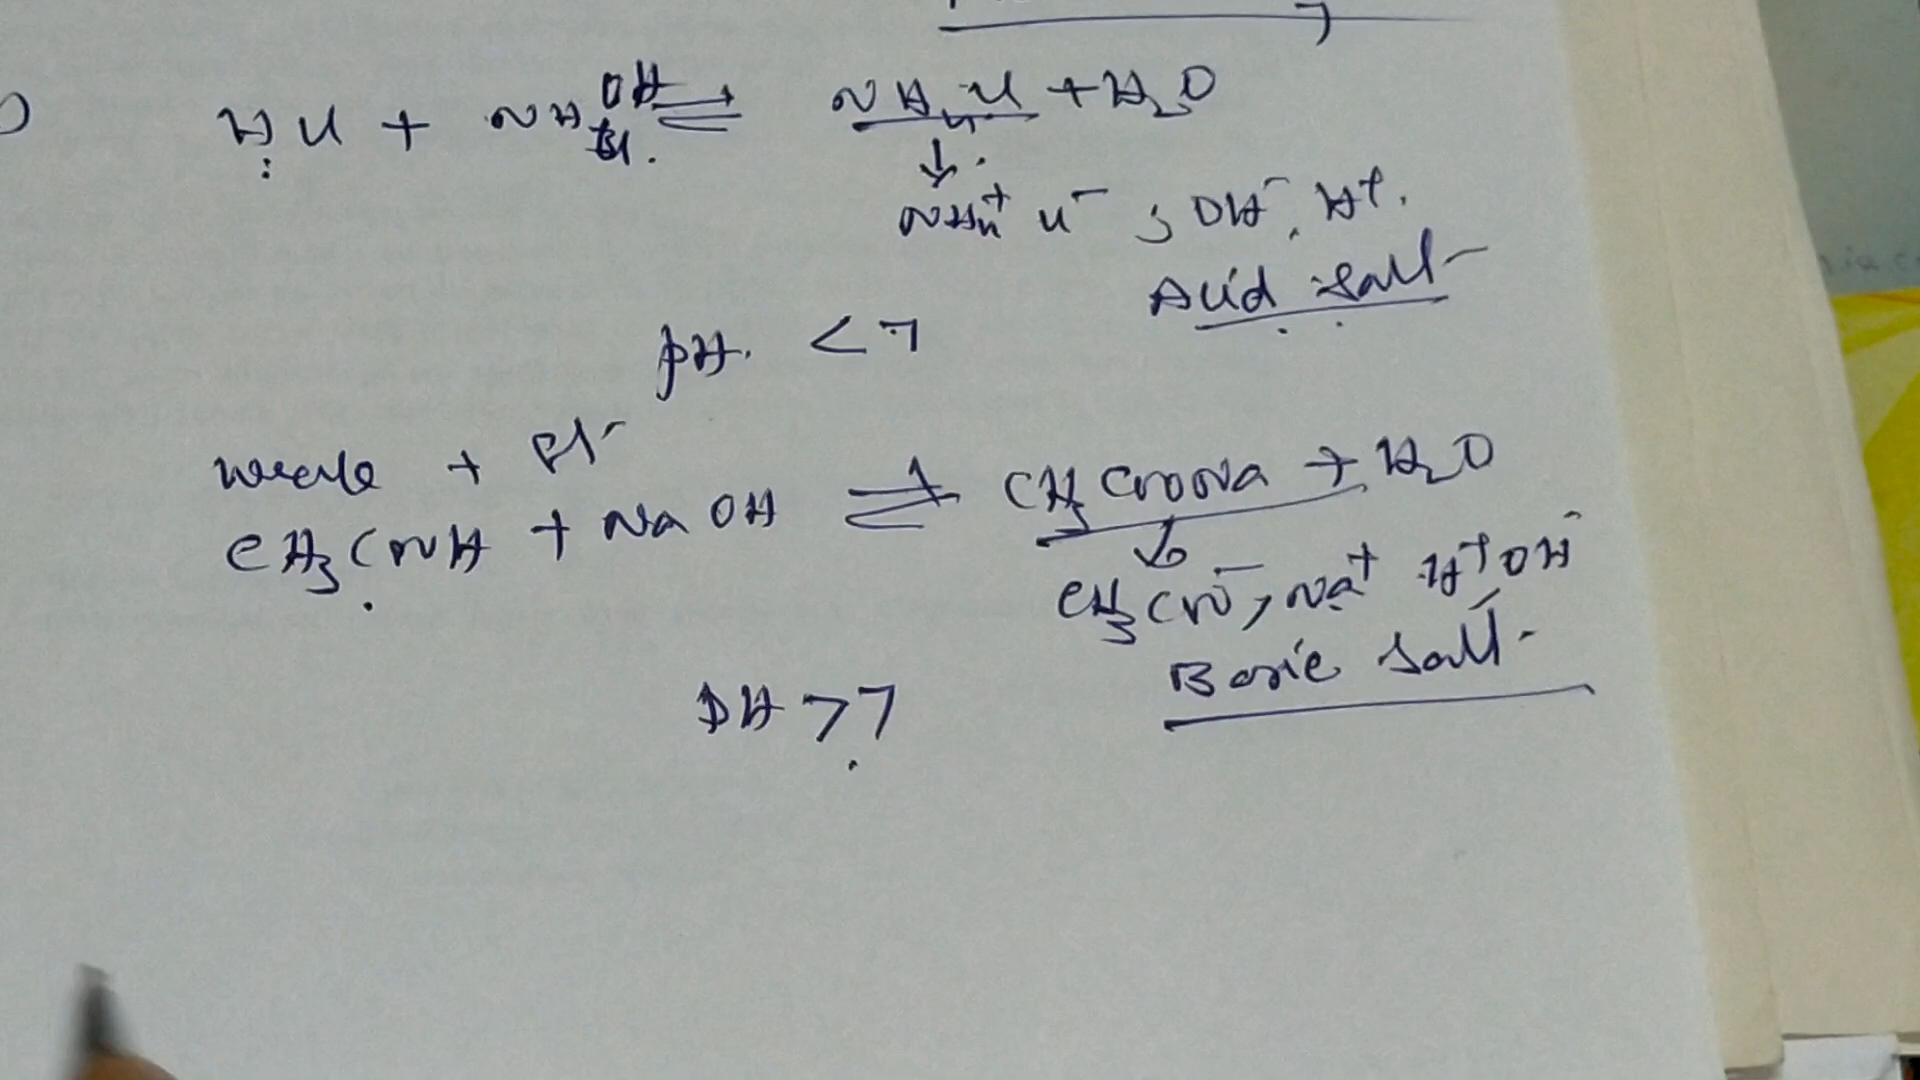 HCl + NH4OH ⇌ NH4Cl + H2O
↓
NH4+ Cl- ; OH-, H+.
Acid salt
pH. < 7
weak + St
CH3COOH + NaOH ⇌ CH3COONa + H2O
↓
CH3COO-, Na+ H+ OH-
Basic salt
PH > 7